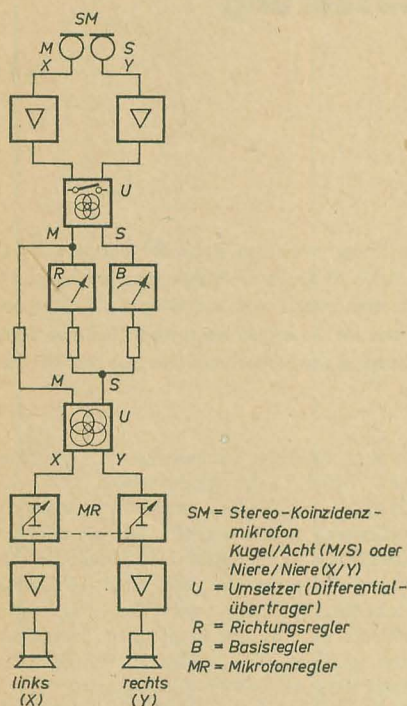 SM
M S
X Y
U
M S
R B
M S
U
X Y
MR
SM = Stereo-Koinzidenz-
mikrofon
Kugel/Acht (M/S) oder
Niere/Niere (X/Y)
U = Umsetzer (Differential-
übertrager)
R = Richtungsregler
B = Basisregler
MR = Mikrofonregler
links rechts
(X) (Y)